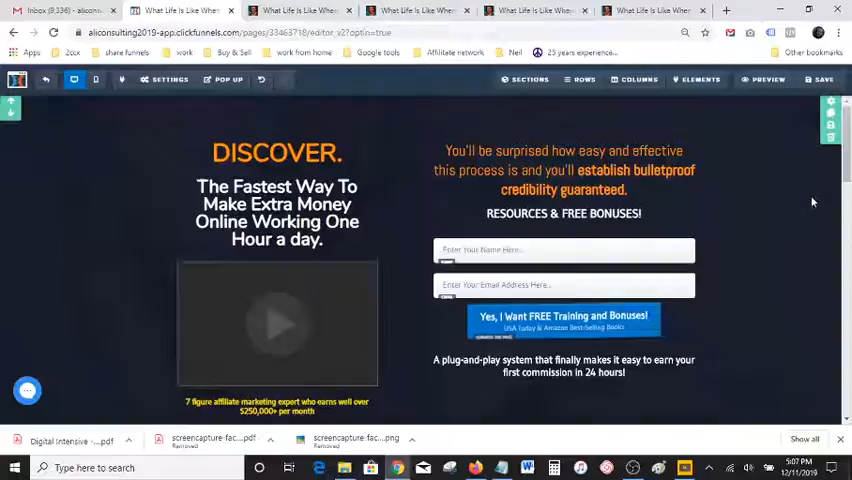 Inbox (9,336) - aliconsulting20
What Life Is Like When
What Life Is Like When
What Life Is Like When
What Life Is Like When
What Life Is Like When
aliconsulting2019-app.clickfunnels.com/pages/33463718/editor_v2?optin=true
Apps
2ccx
share funnels
work
Buy & Sell
work from home
Google tools
Affiliate network
Neil
25 years experience...
Other bookmarks
SETTINGS
POP UP
SECTIONS
ROWS
COLUMNS
ELEMENTS
PREVIEW
SAVE
DISCOVER.
The Fastest Way To
Make Extra Money
Online Working One
Hour a day.
7 figure affiliate marketing expert who earns well over
$250,000+ per month
You'll be surprised how easy and effective
this process is and you'll establish bulletproof
credibility guaranteed.
RESOURCES & FREE BONUSES!
Enter Your Name Here..
Enter Your Email Address Here..
Yes, I Want FREE Training and Bonuses!
USA Today & Amazon Best-Selling Books
A plug-and-play system that finally makes it easy to earn your
first commission in 24 hours!
Digital Intensive -....pdf
screencapture-fac....pdf
Removed
screencapture-fac....png
Removed
Show all
Type here to search
5:07 PM
12/11/2019